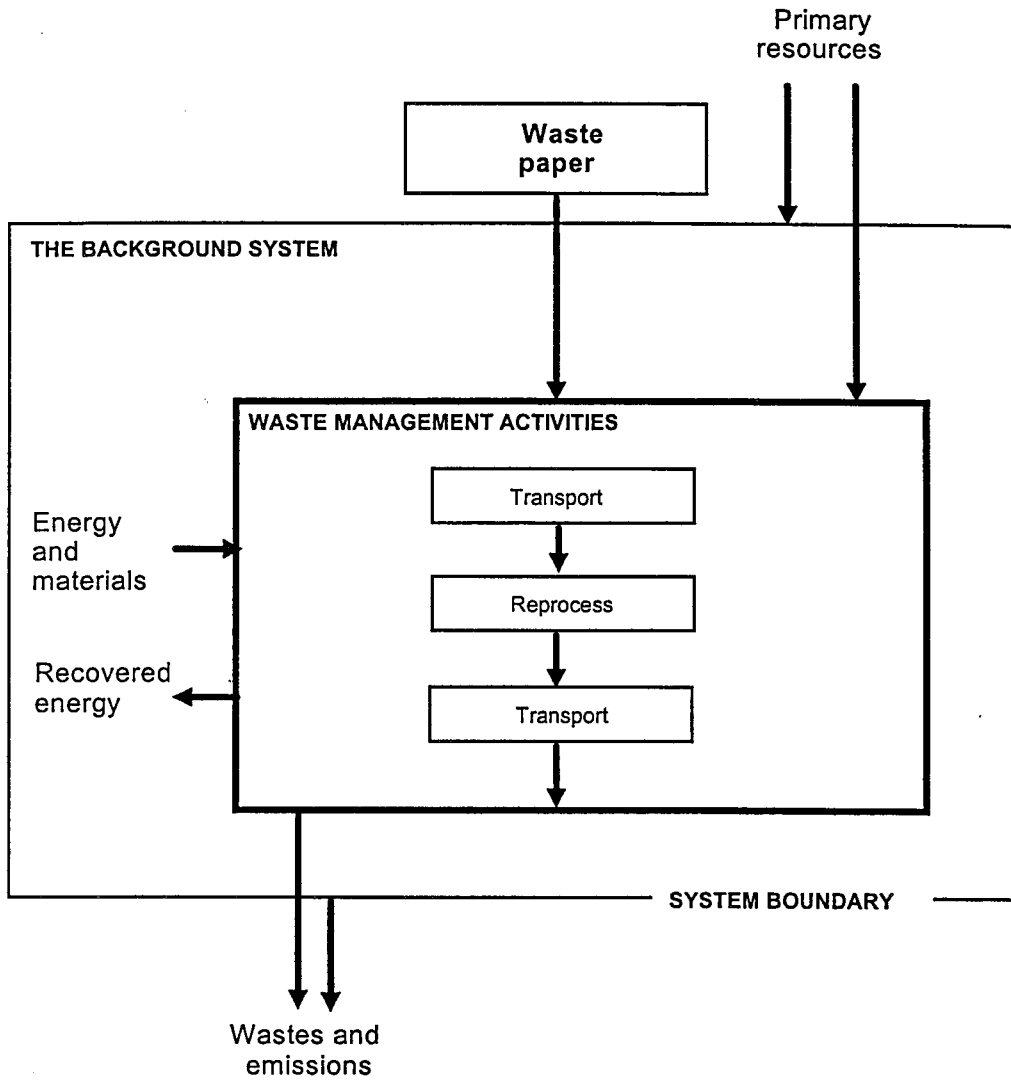 Primary
resources
Waste
paper
THE BACKGROUND SYSTEM
WASTE MANAGEMENT ACTIVITIES
Transport
Energy
and
materials
Reprocess
Recovered
energy
Transport
SYSTEM BOUNDARY
Wastes and
emissions